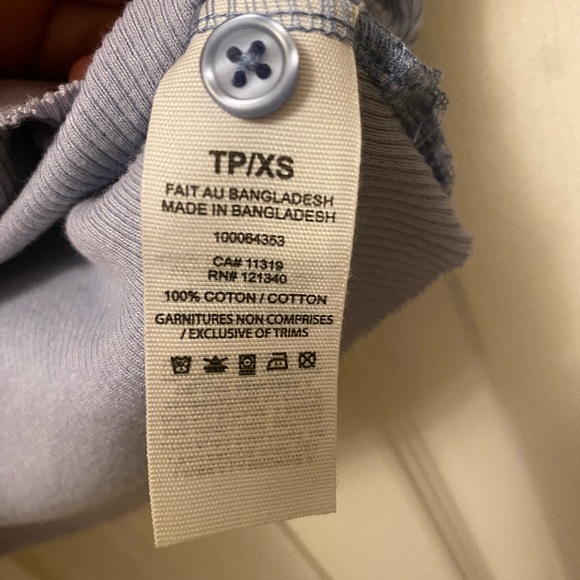 TP/XS
FAIT AU BANGLADESH
MADE IN BANGLADESH
100064353
CA# 11319
RN# 121340
100% COTON / COTTON
GARNITURES NON COMPRISES
/ EXCLUSIVE OF TRIMS